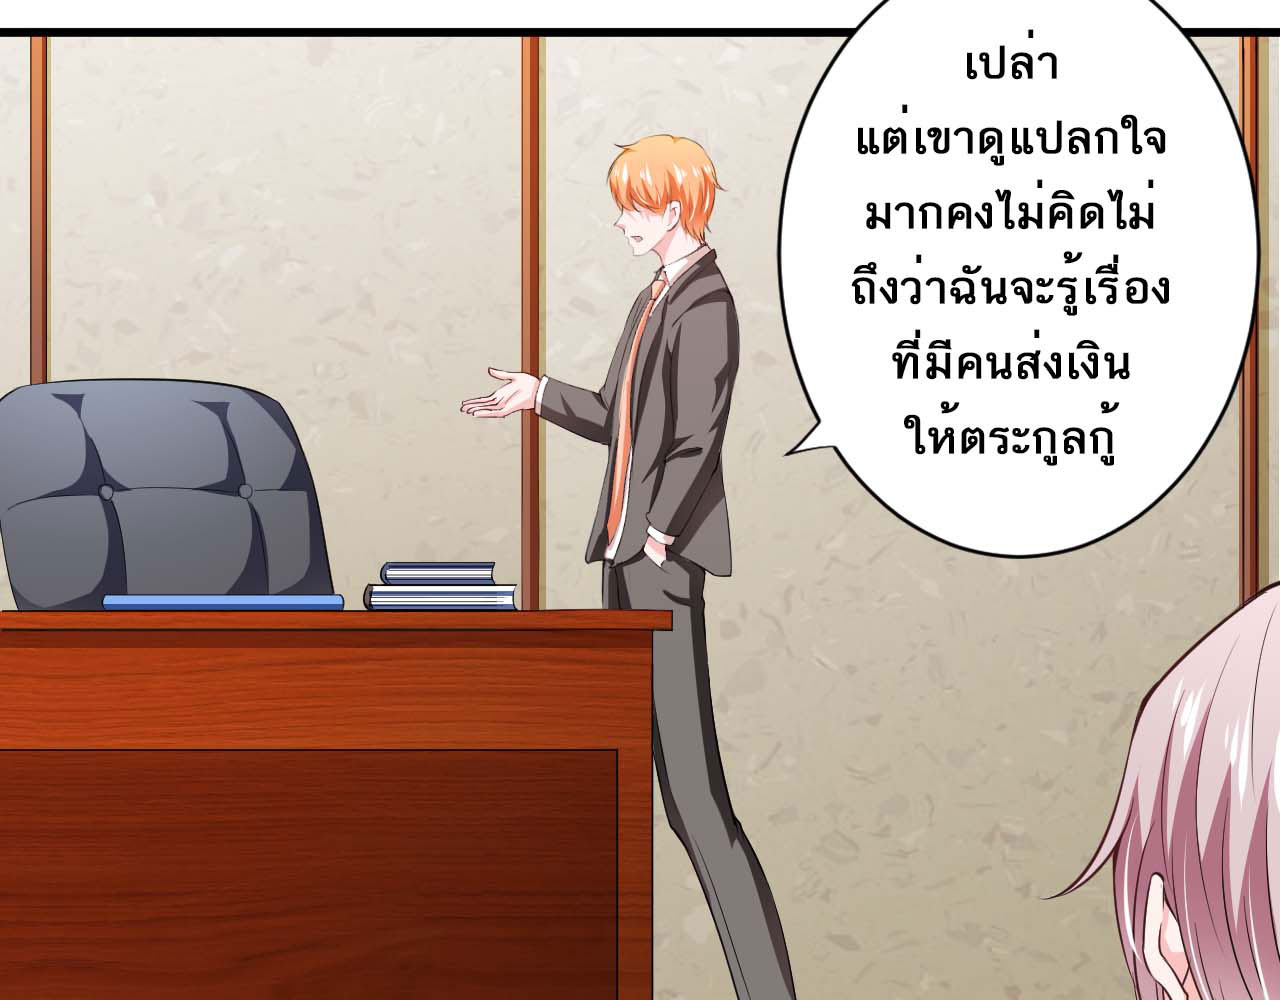 เปล่า
แต่เขาดูแปลกใจ
มากคงไม่คิดไม่
ถึงว่าฉันจะรู้เรื่อง
ที่มีคนส่งเงิน
ให้ตระกูลกู้